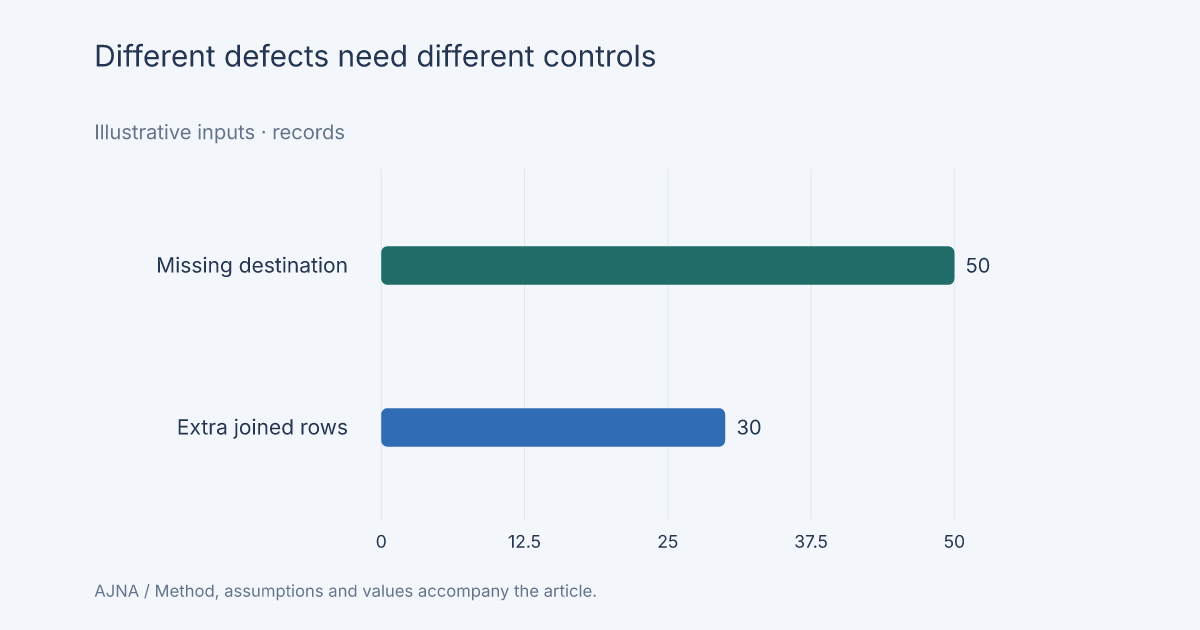 Different defects need different controls
Illustrative inputs · records
Missing destination
50
Extra joined rows
30
0 12.5 25 37.5 50
AJNA / Method, assumptions and values accompany the article.